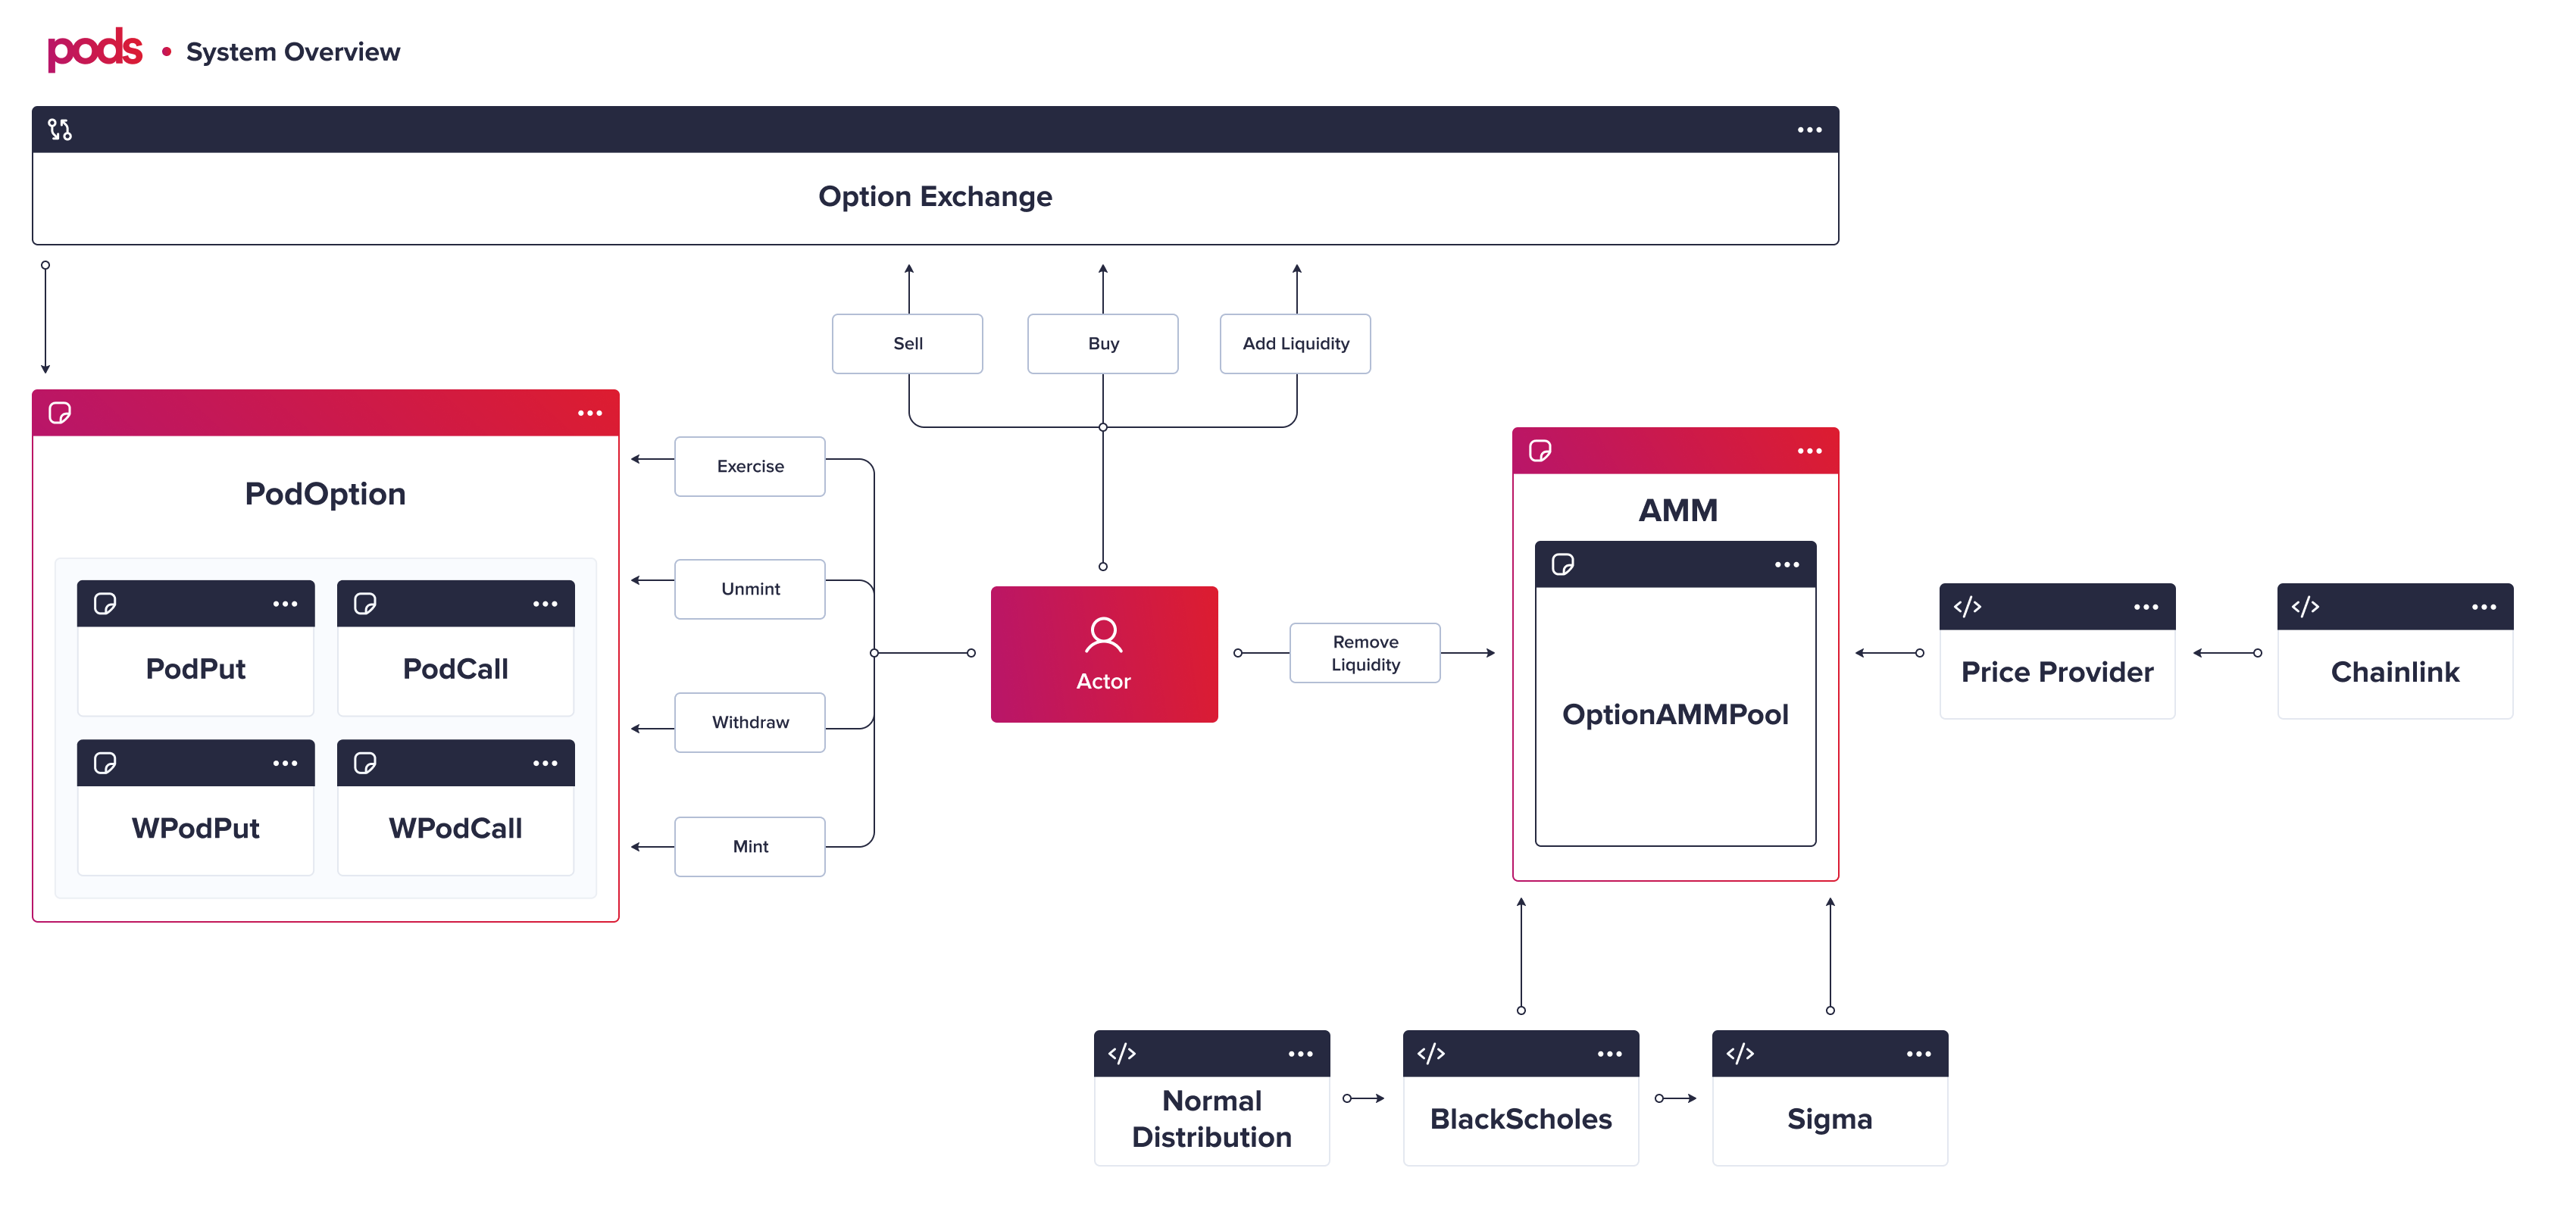 pods • System Overview
Option Exchange
Sell
Buy
Add Liquidity
PodOption
PodPut
PodCall
WPodPut
WPodCall
Exercise
Unmint
Withdraw
Mint
Actor
Remove
Liquidity
AMM
OptionAMMPool
</> Price Provider
</> Chainlink
</> Normal
Distribution
</> BlackScholes
</> Sigma